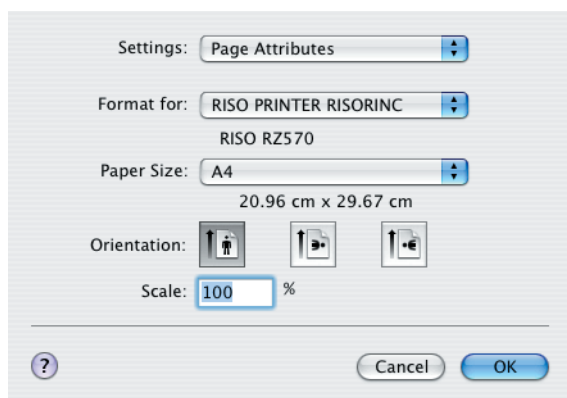 Settings: Page Attributes
Format for: RISO PRINTER RISORINC
RISO RZ570
Paper Size: A4
20.96 cm x 29.67 cm
Orientation:
Scale: 100 %
? Cancel OK